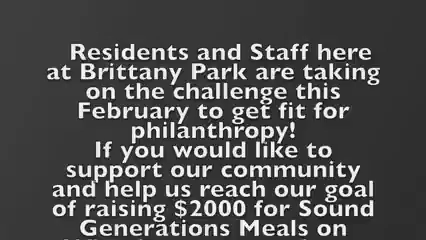 Residents and Staff here
at Brittany Park are taking
on the challenge this
February to get fit for
philanthropy!
If you would like to
support our community
and help us reach our goal
of raising $2000 for Sound
Generations Meals on